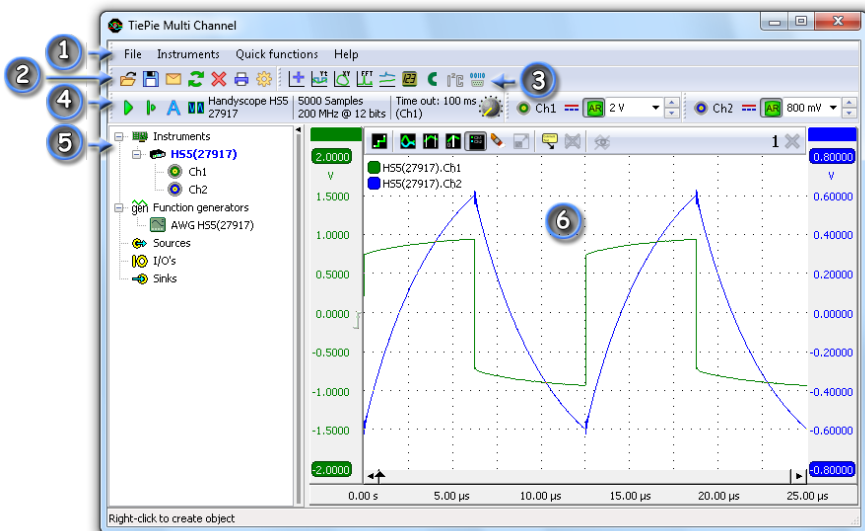 TiePie Multi Channel
1
File Instruments Quick functions Help
2
3
4
Handyscope HS5
27917
5000 Samples
200 MHz @ 12 bits
Time out: 100 ms
(Ch1)
Ch1 AR 2 V
Ch2 AR 800 mV
5
Instruments
HS5(27917)
Ch1
Ch2
gen Function generators
AWG HS5(27917)
Sources
I/O's
Sinks
1
HS5(27917).Ch1
HS5(27917).Ch2
6
2.0000
V
1.5000
1.0000
0.5000
0.0000
-0.5000
-1.0000
-1.5000
-2.0000
0.80000
V
0.60000
0.40000
0.20000
0.00000
-0.20000
-0.40000
-0.60000
-0.80000
0.00 s 5.00 µs 10.00 µs 15.00 µs 20.00 µs 25.00 µs
Right-click to create object